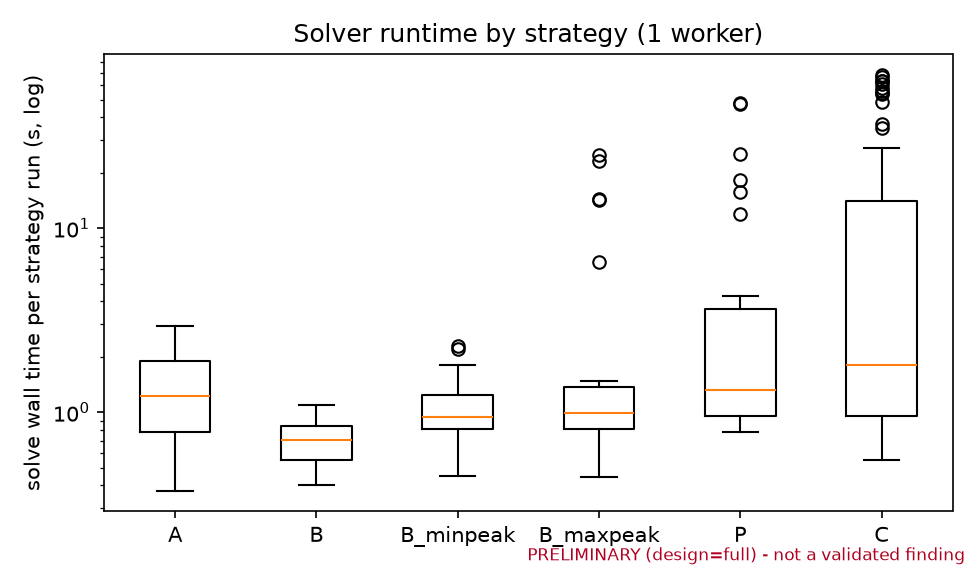 Solver runtime by strategy (1 worker)
solve wall time per strategy run (s, log)
10¹
10⁰
A B B_minpeak B_maxpeak P C
PRELIMINARY (design=full) - not a validated finding